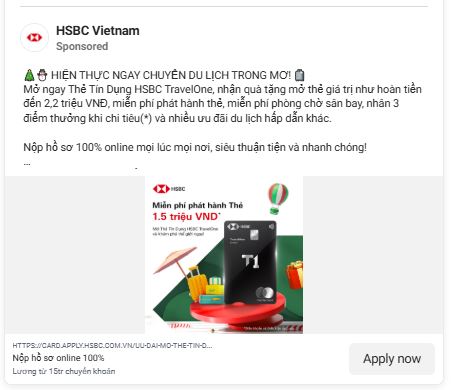 HSBC Vietnam
Sponsored
🎄⛄ HIỆN THỰC NGAY CHUYẾN DU LỊCH TRONG MƠ!
Mở ngay Thẻ Tín Dụng HSBC TravelOne, nhận quà tặng mở thẻ giá trị như hoàn tiền
đến 2,2 triệu VNĐ, miễn phí phát hành thẻ, miễn phí phòng chờ sân bay, nhân 3
điểm thưởng khi chi tiêu(*) và nhiều ưu đãi du lịch hấp dẫn khác.
Nộp hồ sơ 100% online mọi lúc mọi nơi, siêu thuận tiện và nhanh chóng!
...
HSBC
Miễn phí phát hành Thẻ
1.5 triệu VND*
Mở Thẻ Tín Dụng HSBC TravelOne
và khám phá thế giới ngay!
HSBC
TravelOne
T1
HTTPS://CARD.APPLY.HSBC.COM.VN/UU-DAI-MO-THE-TIN-D...
Nộp hồ sơ online 100%
Lương từ 15tr chuyển khoản
Apply now